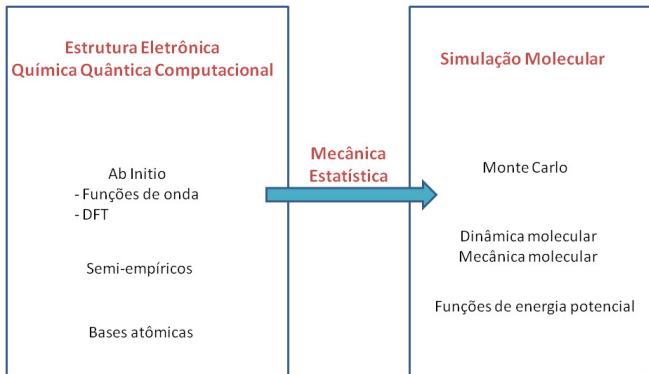 Estrutura Eletrônica
Química Quântica Computacional
Ab Initio
- Funções de onda
- DFT
Semi-empíricos
Bases atômicas
Mecânica
Estatística
Simulação Molecular
Monte Carlo
Dinâmica molecular
Mecânica molecular
Funções de energia potencial